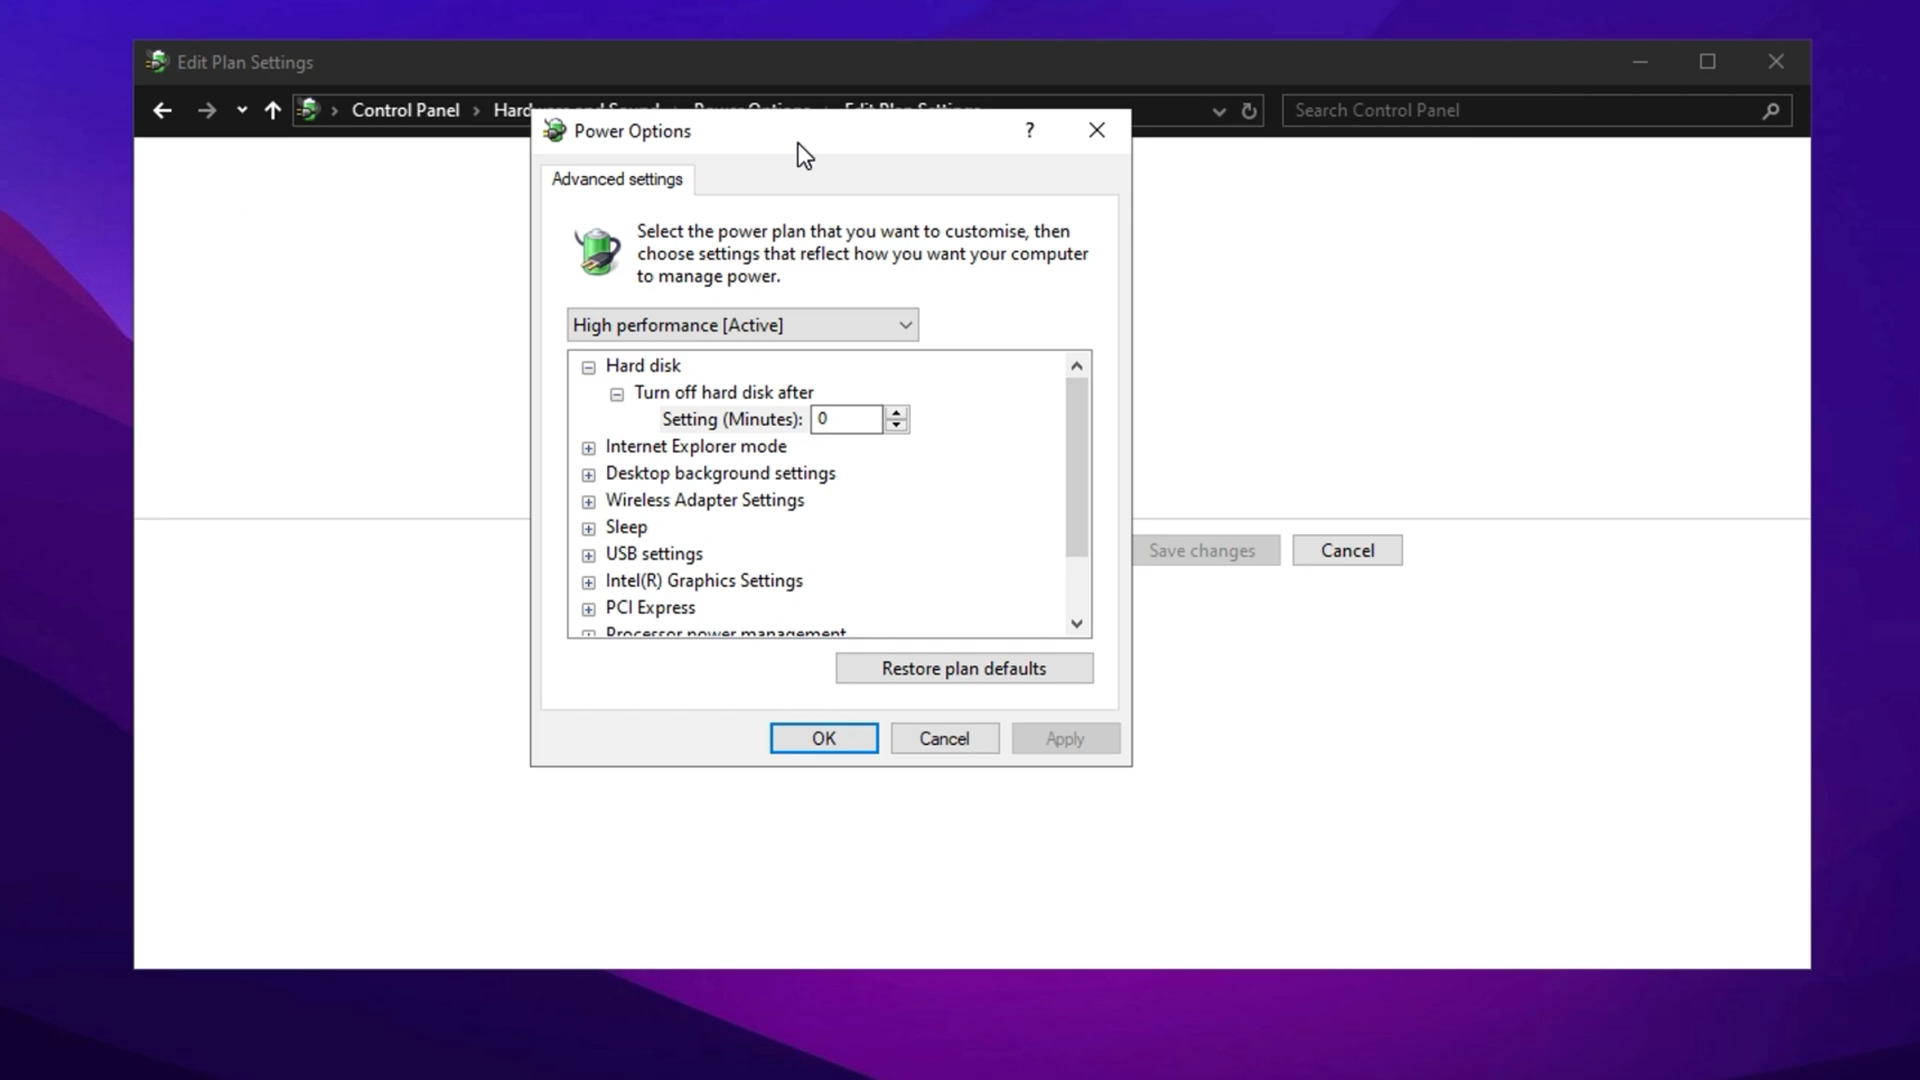 Edit Plan Settings
Control Panel
Search Control Panel
Power Options
?
Advanced settings
Select the power plan that you want to customise, then
choose settings that reflect how you want your computer
to manage power.
High performance [Active]
Hard disk
Turn off hard disk after
Setting (Minutes): 0
Internet Explorer mode
Desktop background settings
Wireless Adapter Settings
Sleep
USB settings
Intel(R) Graphics Settings
PCI Express
Processor power management
Restore plan defaults
OK Cancel Apply
Save changes Cancel